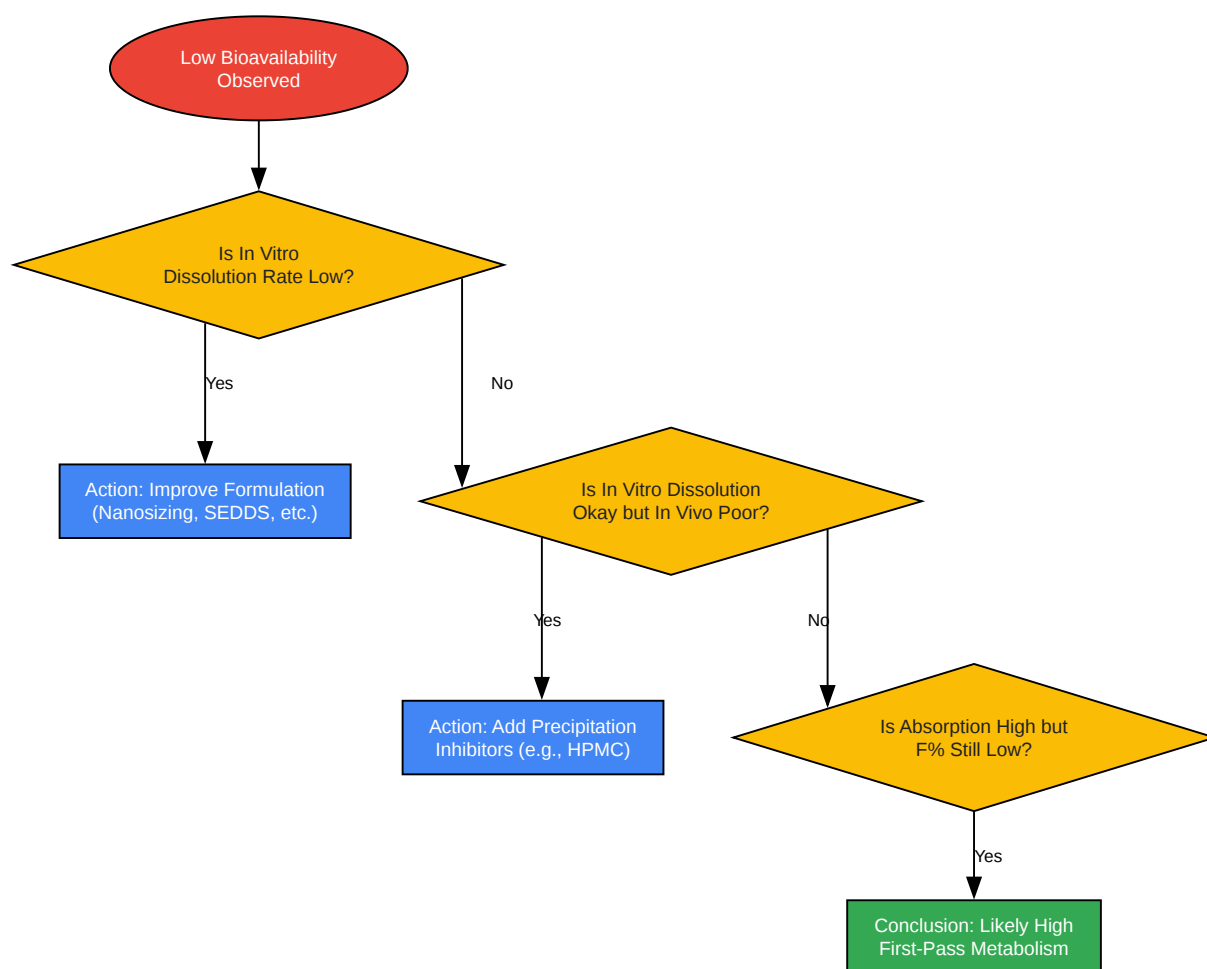 Low Bioavailability
Observed
Is In Vitro
Dissolution Rate Low?
Yes
No
Action: Improve Formulation
(Nanosizing, SEDDS, etc.)
Is In Vitro Dissolution
Okay but In Vivo Poor?
Yes
No
Action: Add Precipitation
Inhibitors (e.g., HPMC)
Is Absorption High but
F% Still Low?
Yes
Conclusion: Likely High
First-Pass Metabolism